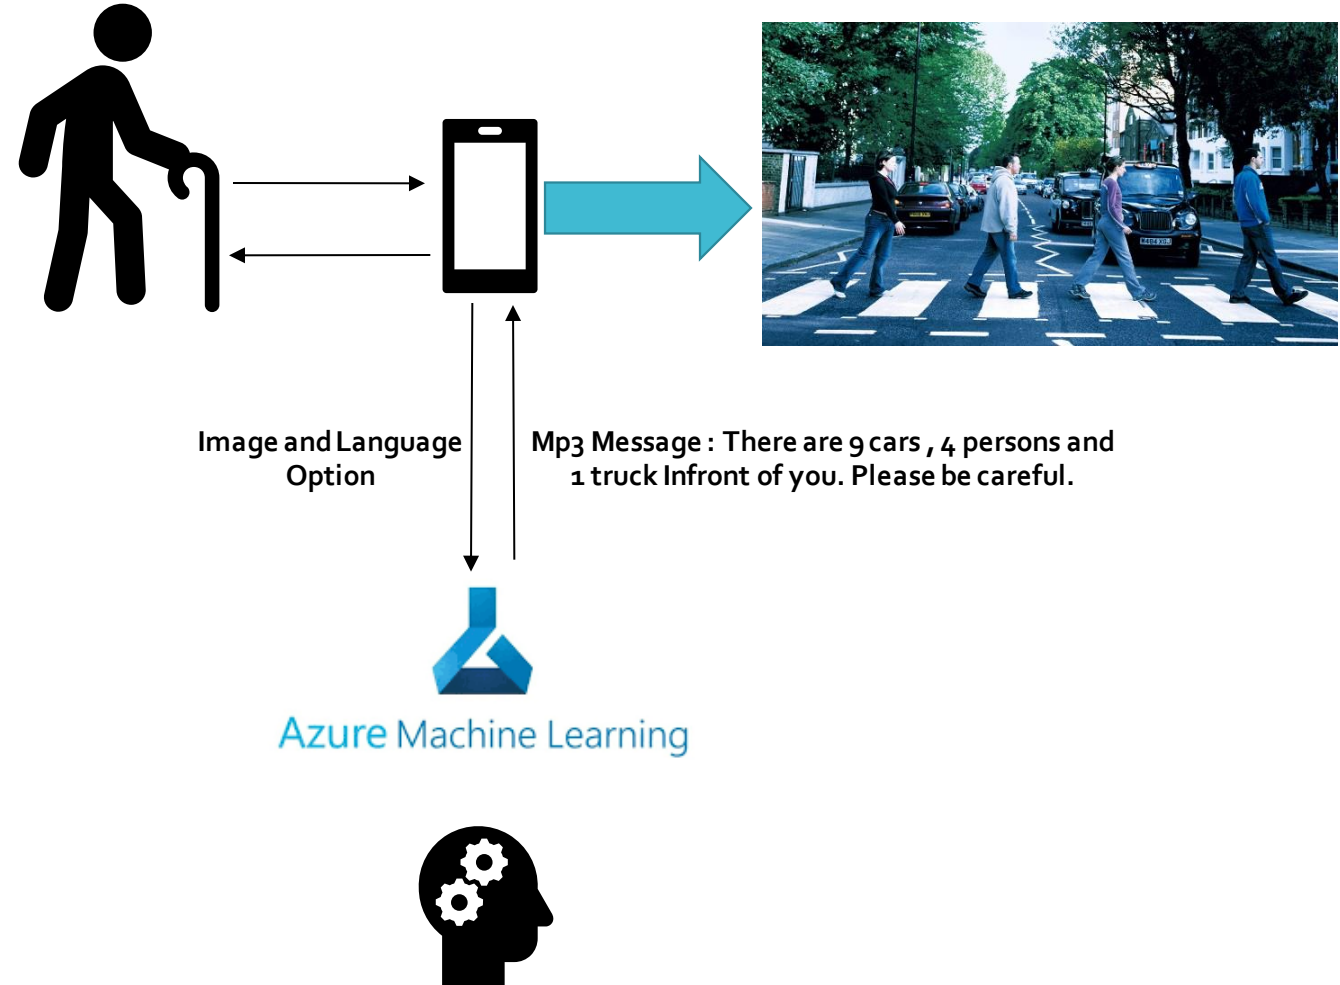 Image and Language
Option
Mp3 Message : There are 9 cars , 4 persons and
1 truck Infront of you. Please be careful.
Azure Machine Learning